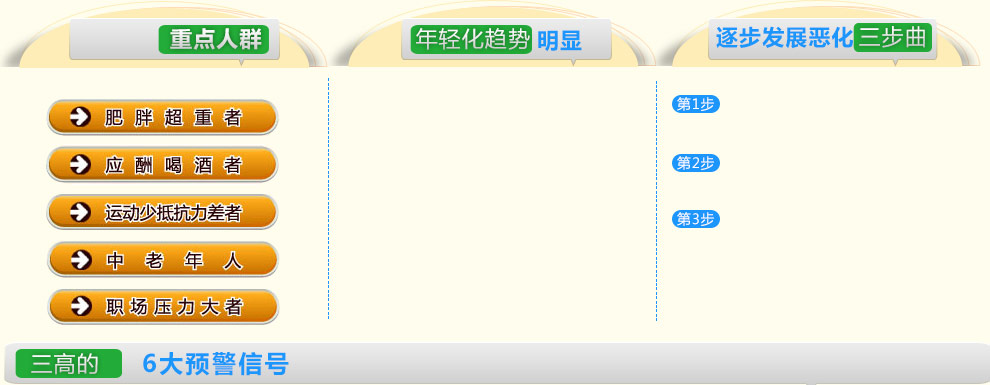 重点人群
肥胖超重者
应酬喝酒者
运动少抵抗力差者
中老年人
职场压力大者
年轻化趋势明显
逐步发展恶化三步曲
第1步
第2步
第3步
三高的 6大预警信号